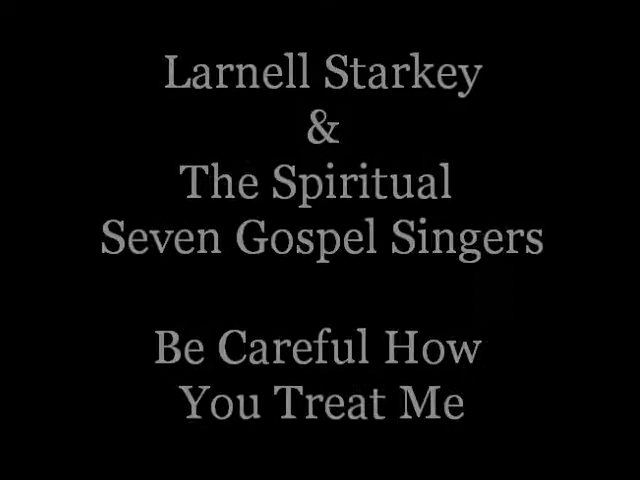 Larnell Starkey
&
The Spiritual
Seven Gospel Singers
Be Careful How
You Treat Me